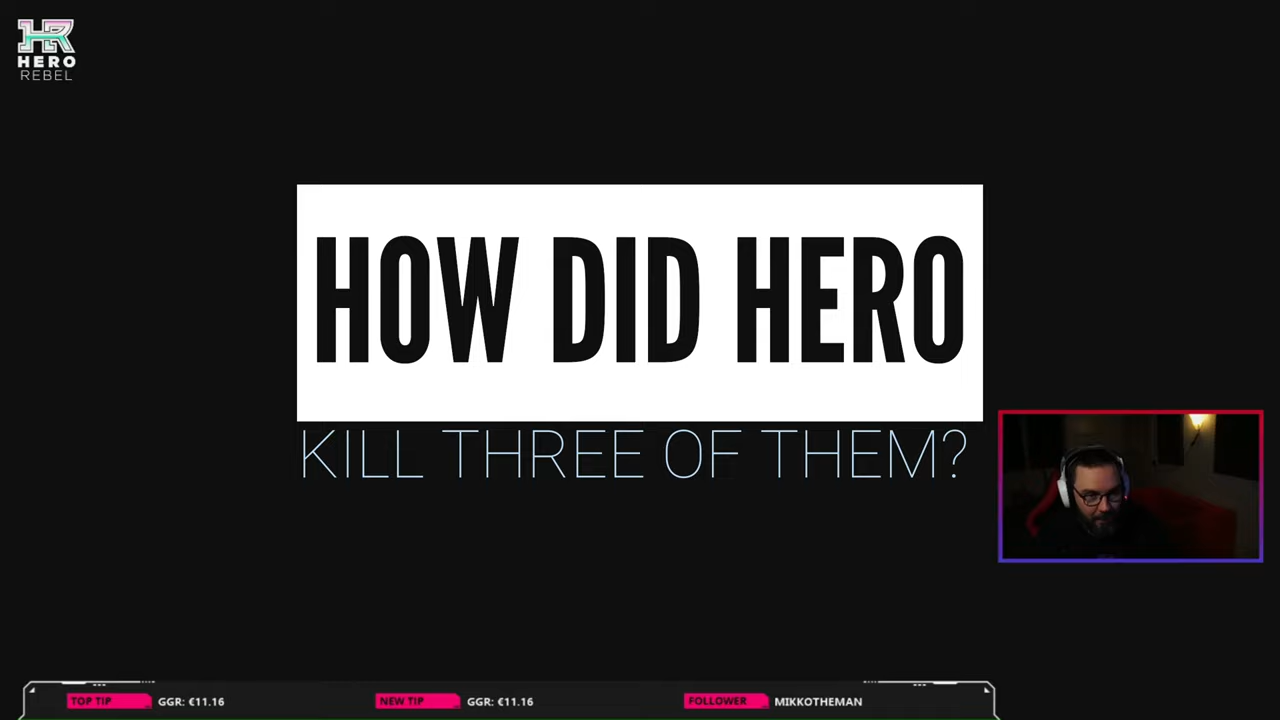 HR
HERO
REBEL
HOW DID HERO
KILL THREE OF THEM?
TOP TIP GGR: €11.16 NEW TIP GGR: €11.16 FOLLOWER MIKKOTHEMAN